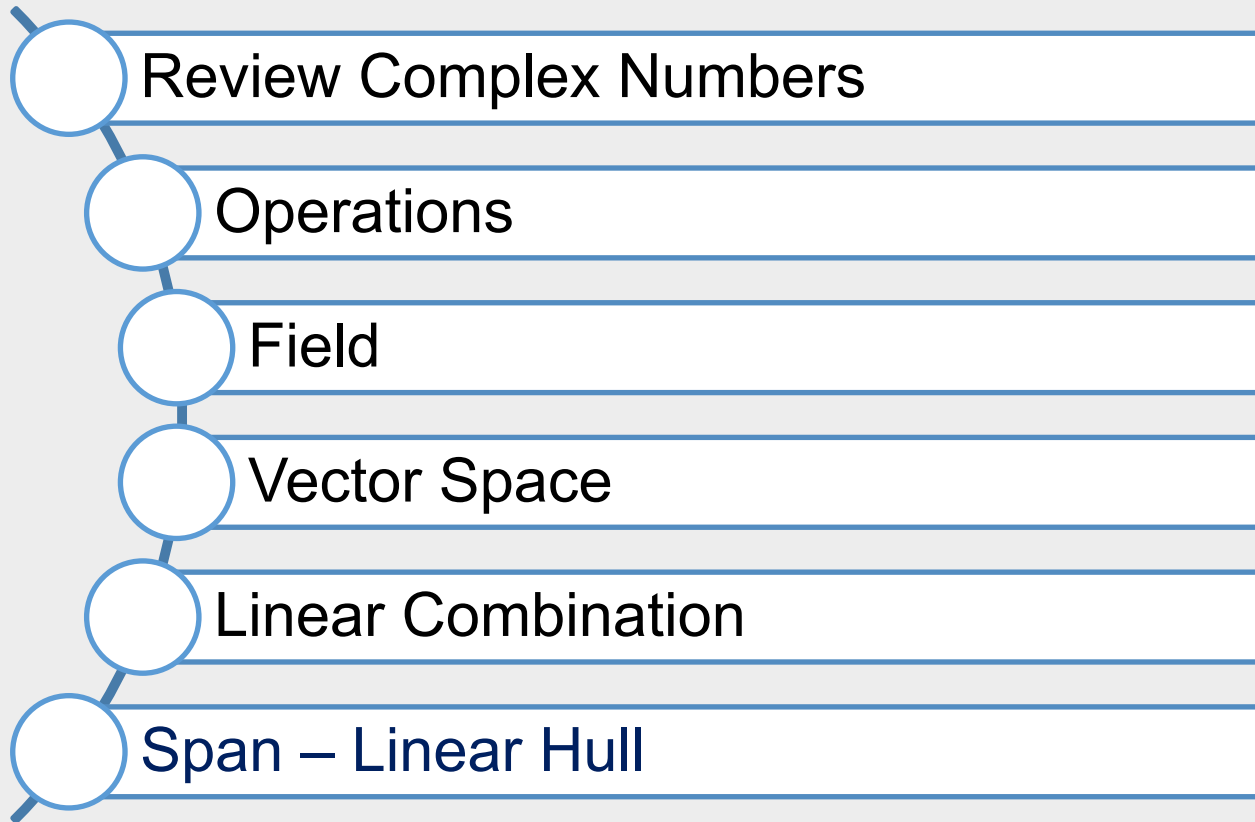 Review Complex Numbers
Operations
Field
Vector Space
Linear Combination
Span – Linear Hull